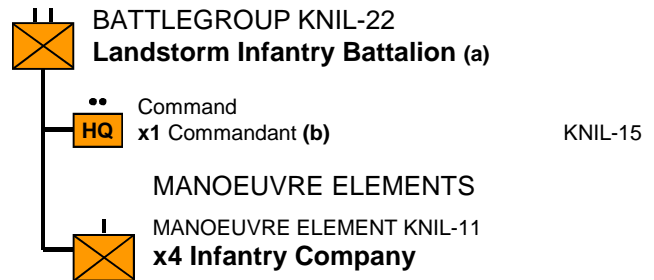 BATTLEGROUP KNIL-22
Landstorm Infantry Battalion (a)
Command
HQ x1 Commandant (b) KNIL-15
MANOEUVRE ELEMENTS
MANOEUVRE ELEMENT KNIL-11
x4 Infantry Company